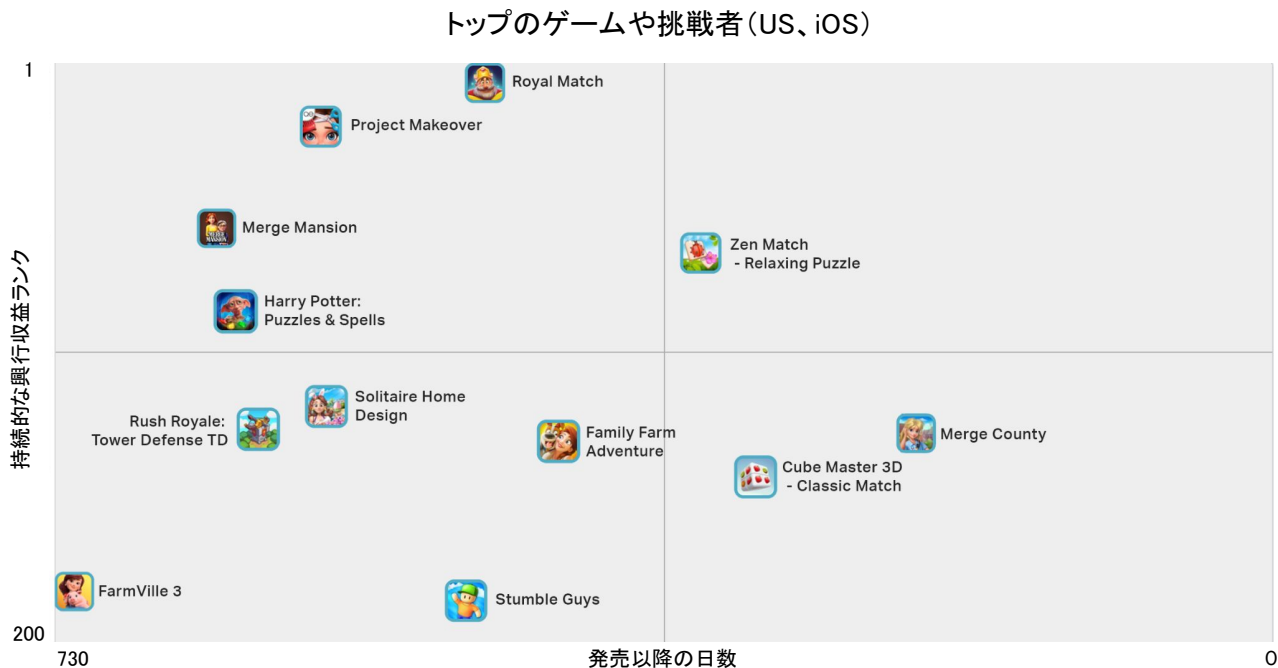 トップのゲームや挑戦者(US、iOS)
1
Royal Match
Project Makeover
Merge Mansion
Zen Match
- Relaxing Puzzle
Harry Potter:
Puzzles & Spells
持続的な興行収益ランク
Solitaire Home
Design
Rush Royale:
Tower Defense TD
Family Farm
Adventure
Merge County
Cube Master 3D
- Classic Match
FarmVille 3
Stumble Guys
200
730
発売以降の日数
0
MERGE
MANSION